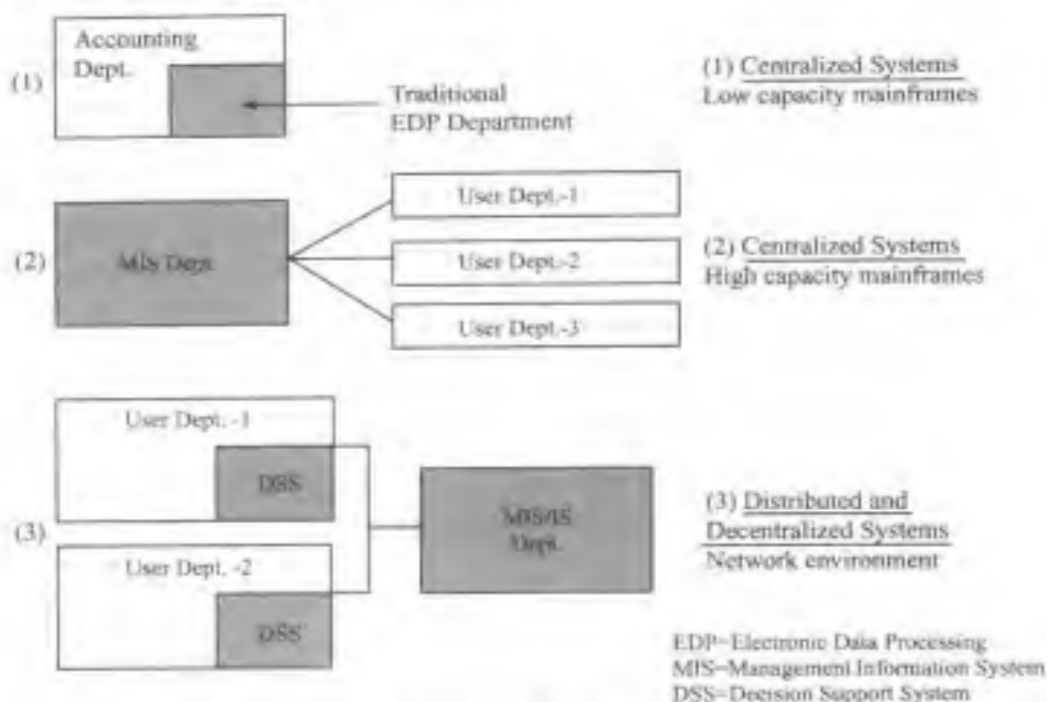 Accounting
Dept.
(1)
Traditional
EDP Department
(1) Centralized Systems
Low capacity mainframes
User Dept.-1
(2)
MIS Dept
User Dept.-2
(2) Centralized Systems
High capacity mainframes
User Dept.-3
User Dept. -1
DSS
(3)
MIS/IS
Dept.
(3) Distributed and
Decentralized Systems
Network environment
User Dept. -2
DSS
EDP=Electronic Data Processing
MIS=Management Information System
DSS=Decision Support System